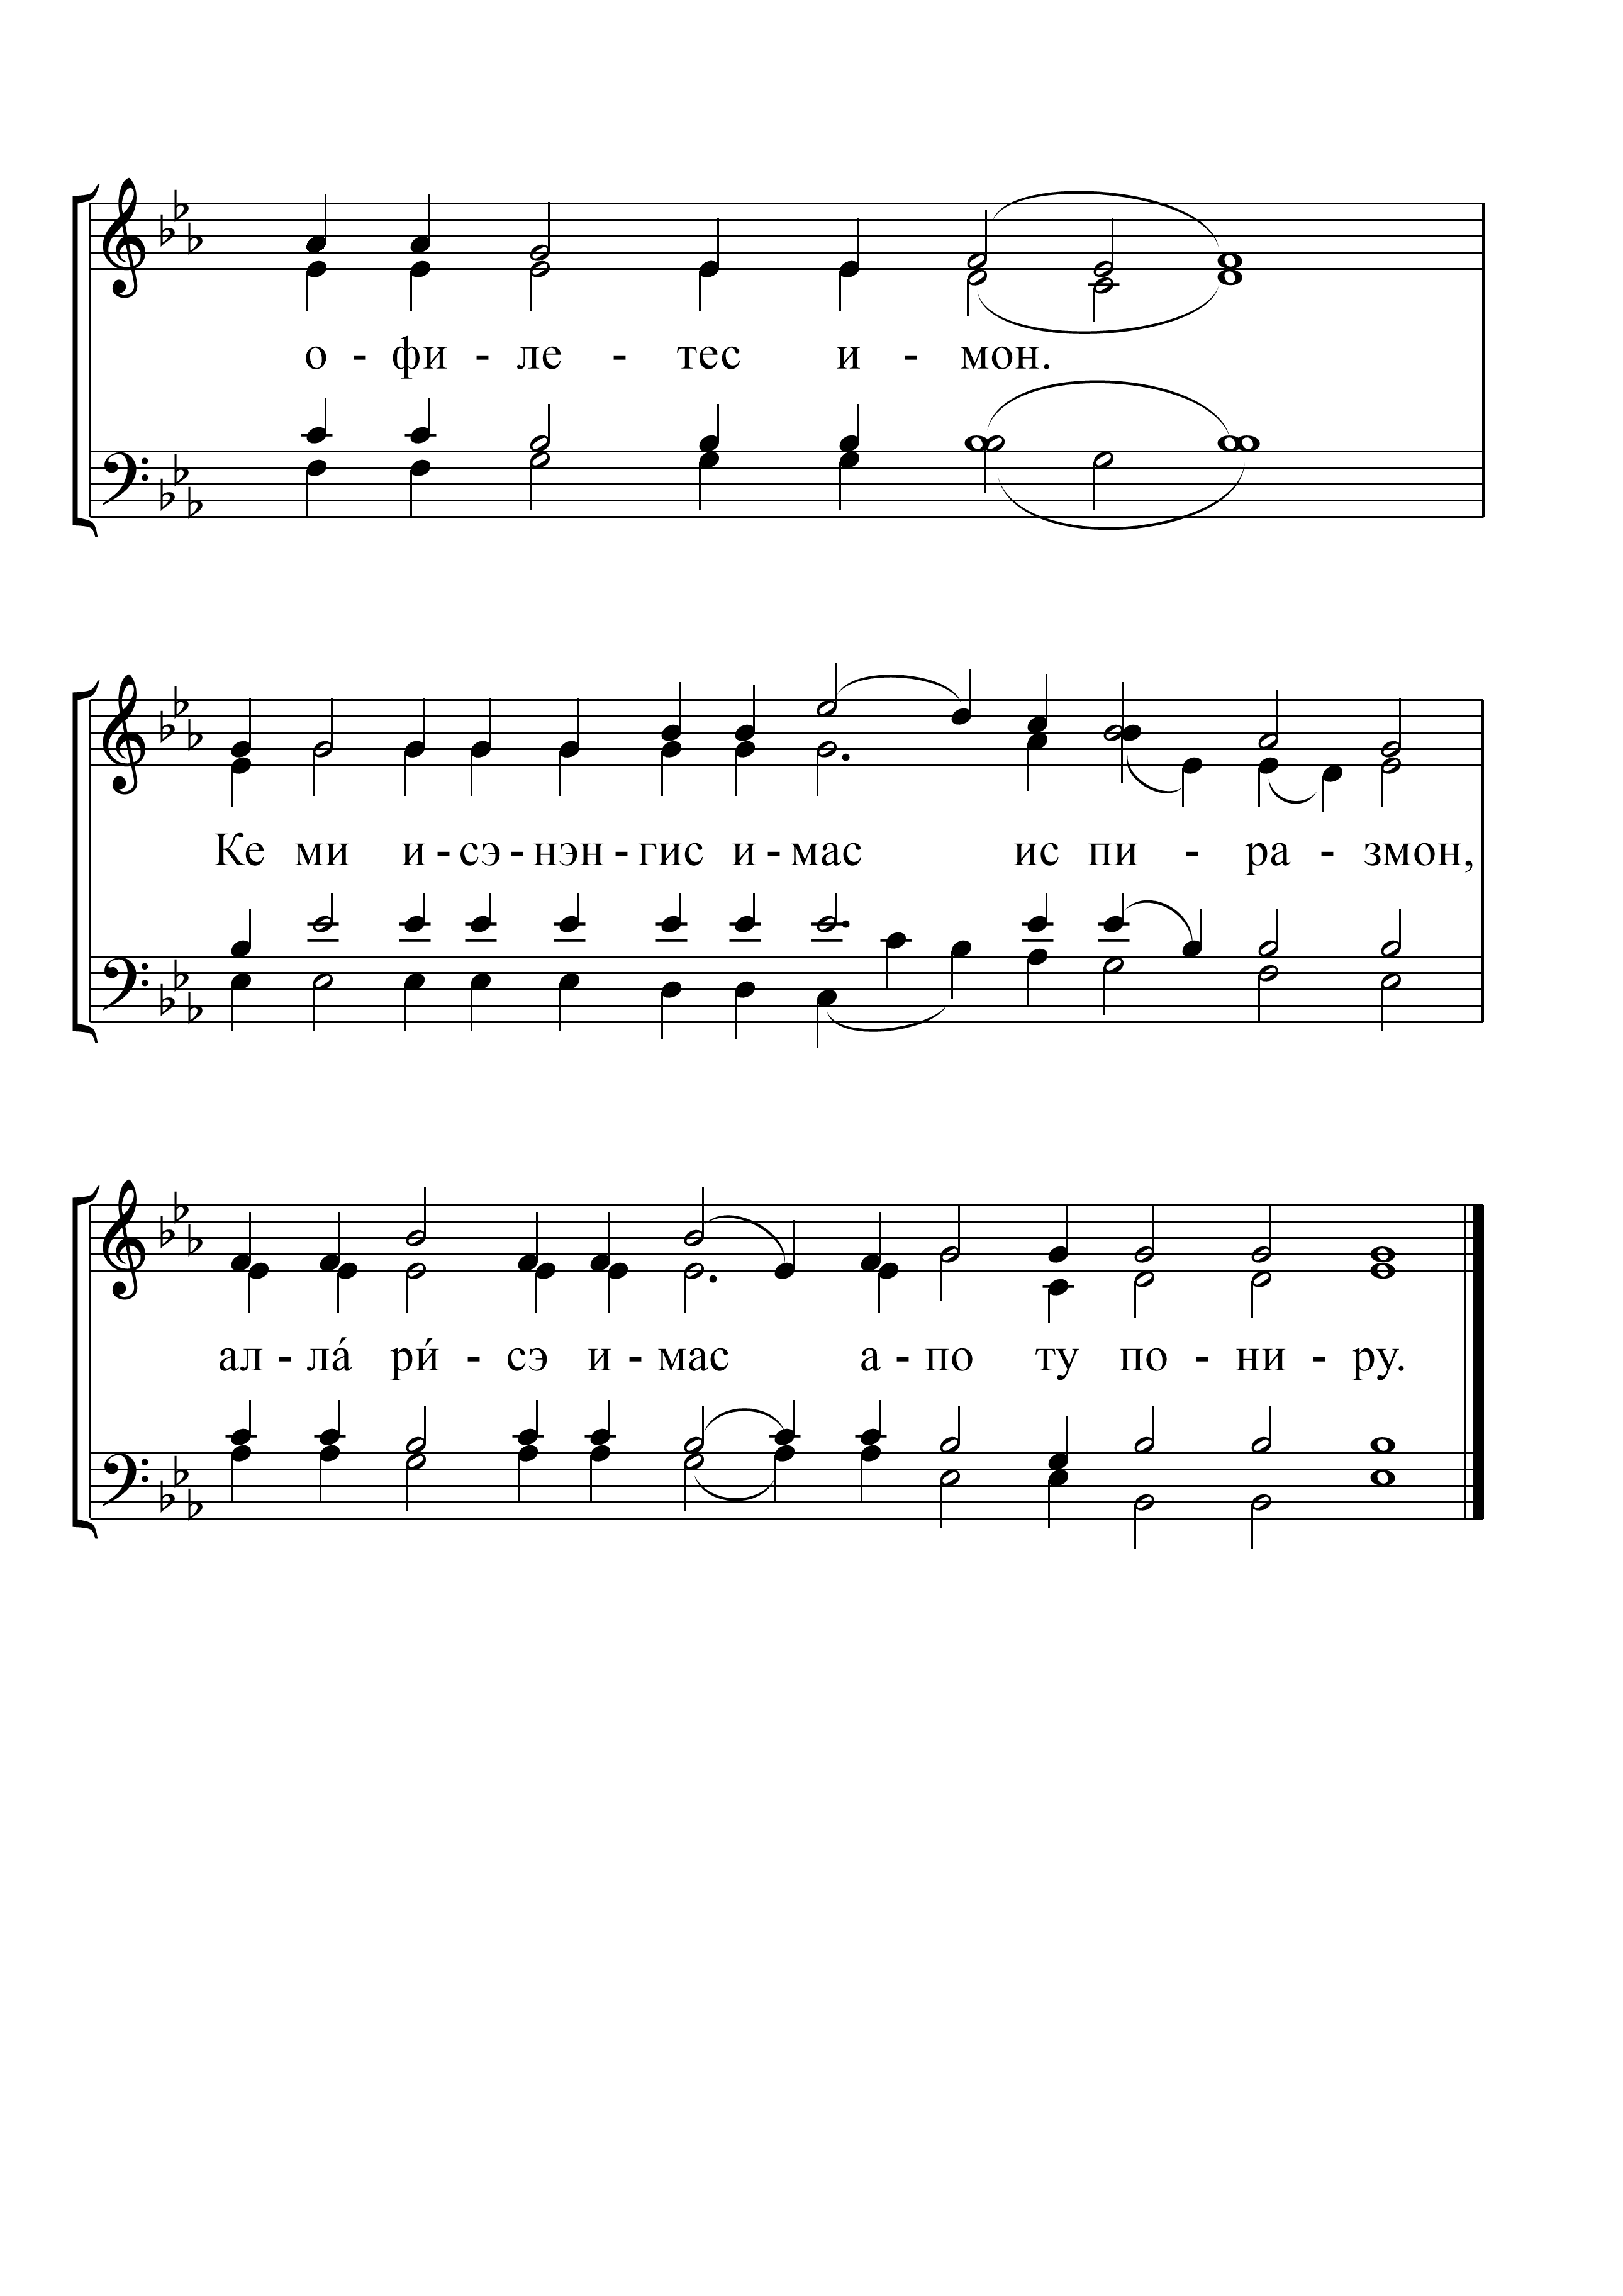 о - фи - ле - тес и - мон.
Ке ми и - сэ - нэн - гис и - мас ис пи - ра - змон,
ал - ла́ ри́ - сэ и - мас а - по ту по - ни - ру.